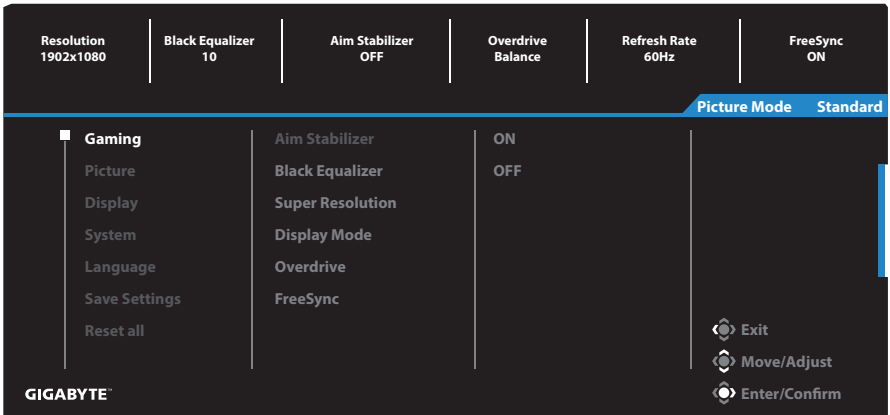 Resolution Black Equalizer Aim Stabilizer Overdrive Refresh Rate FreeSync
1902x1080 10 OFF Balance 60Hz ON
Picture Mode Standard
Gaming Aim Stabilizer ON
Picture Black Equalizer OFF
Display Super Resolution
System Display Mode
Language Overdrive
Save Settings FreeSync
Reset all Exit
Move/Adjust
GIGABYTE™ Enter/Confirm